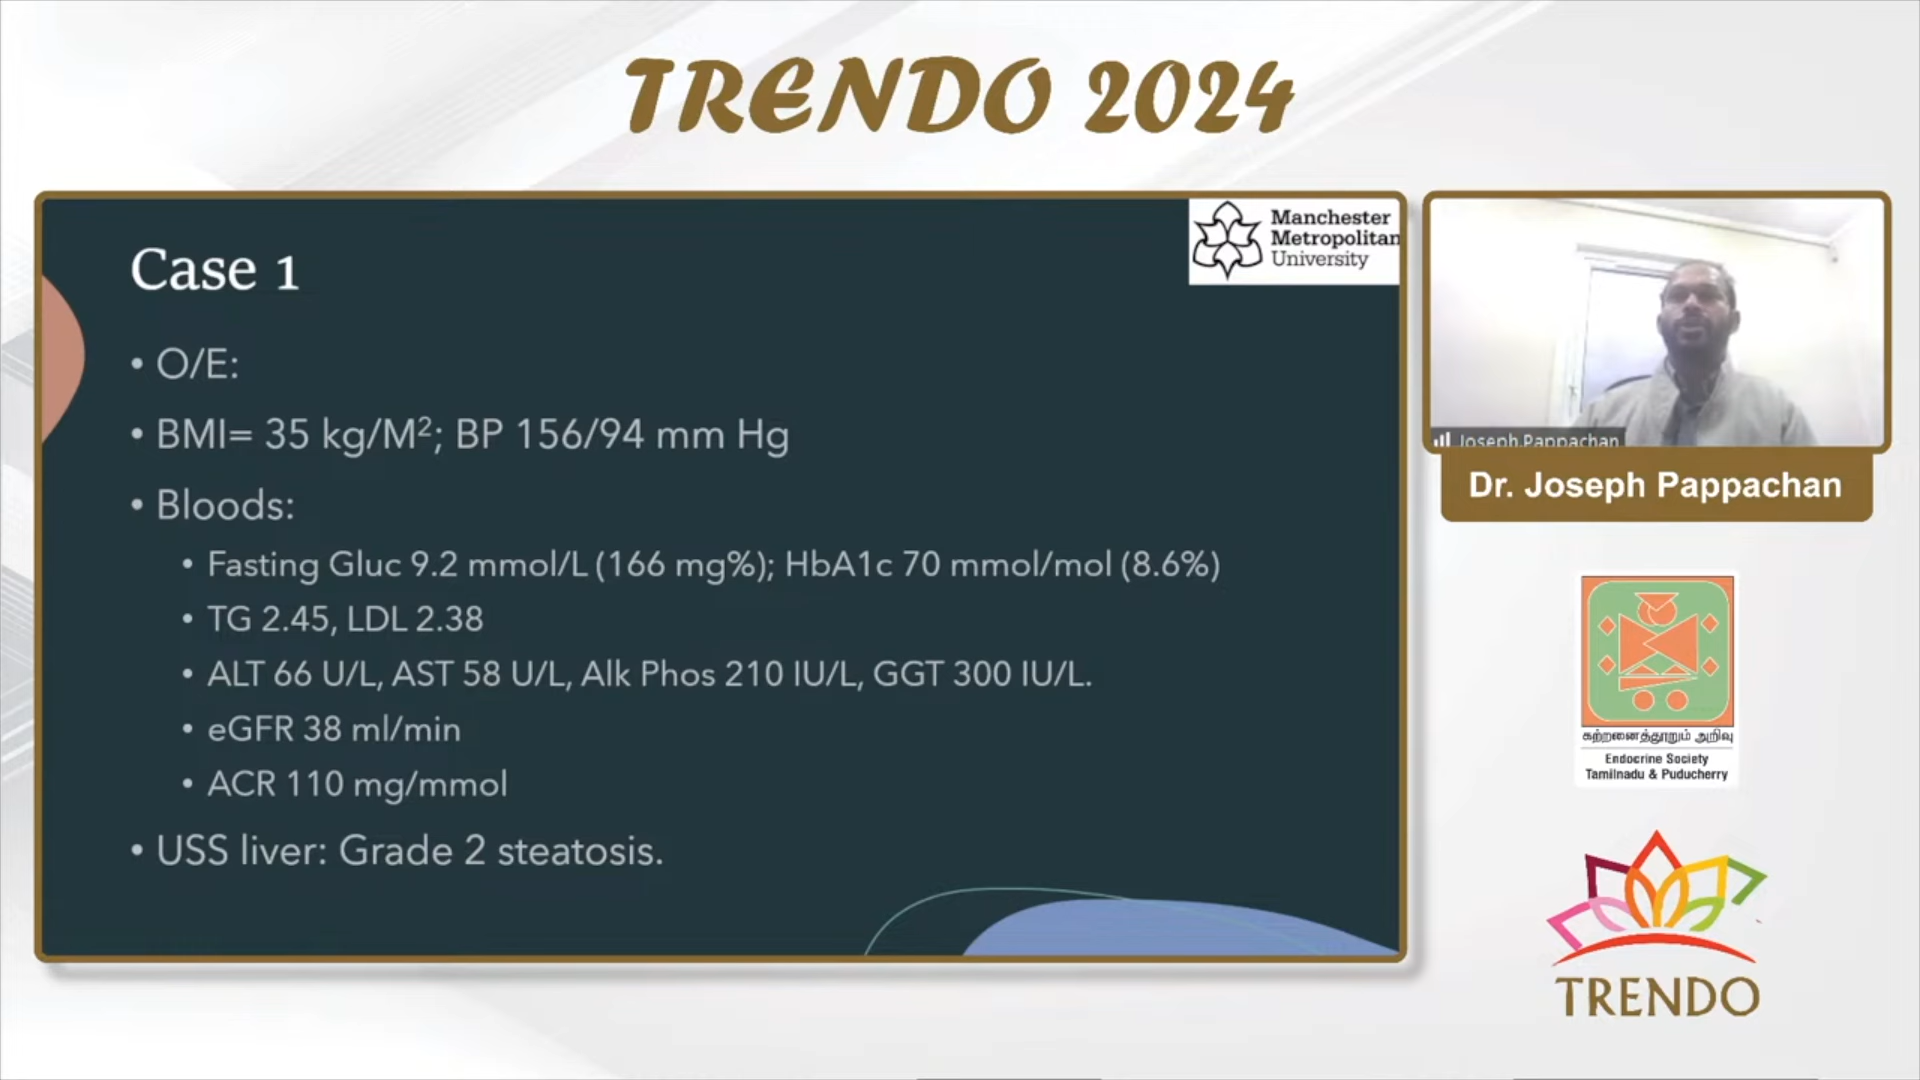 TRENDO 2024
Manchester
Metropolitan
University
Case 1
• O/E:
• BMI= 35 kg/M²; BP 156/94 mm Hg
• Bloods:
• Fasting Gluc 9.2 mmol/L (166 mg%); HbA1c 70 mmol/mol (8.6%)
• TG 2.45, LDL 2.38
• ALT 66 U/L, AST 58 U/L, Alk Phos 210 IU/L, GGT 300 IU/L.
• eGFR 38 ml/min
• ACR 110 mg/mmol
• USS liver: Grade 2 steatosis.
Joseph Pappachan
Dr. Joseph Pappachan
கற்றனைத்தூறும் அறிவு
Endocrine Society
Tamilnadu & Puducherry
TRENDO